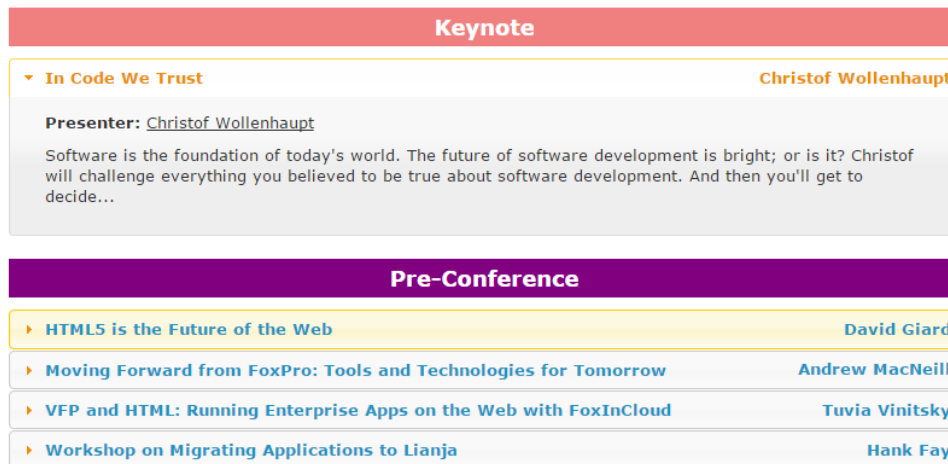 Keynote
In Code We Trust Christof Wollenhaupt
Presenter: Christof Wollenhaupt
Software is the foundation of today's world. The future of software development is bright; or is it? Christof
will challenge everything you believed to be true about software development. And then you'll get to
decide...
Pre-Conference
HTML5 is the Future of the Web David Giard
Moving Forward from FoxPro: Tools and Technologies for Tomorrow Andrew MacNeill
VFP and HTML: Running Enterprise Apps on the Web with FoxInCloud Tuvia Vinitsky
Workshop on Migrating Applications to Lianja Hank Fay